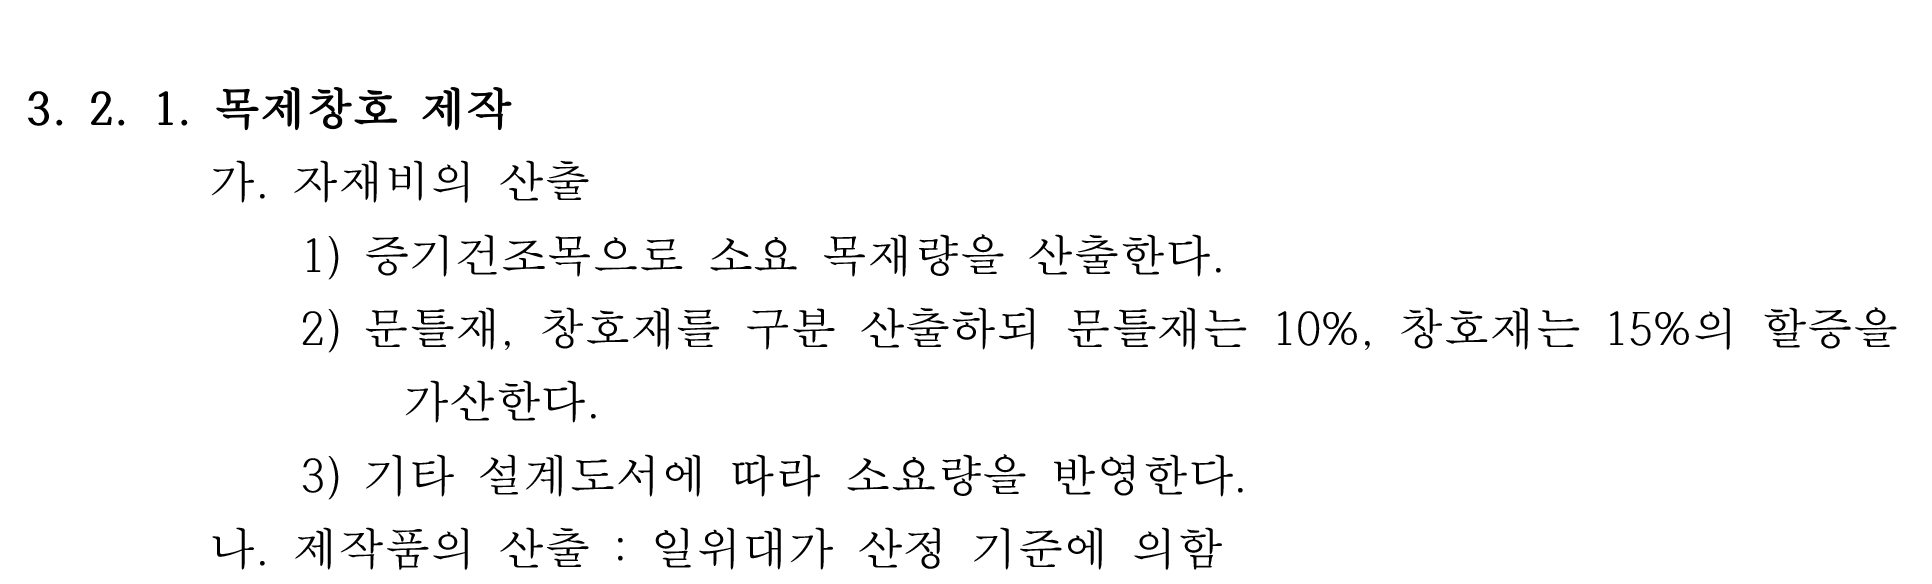 3. 2. 1. 목제창호 제작
가. 자재비의 산출
1) 증기건조목으로 소요 목재량을 산출한다.
2) 문틀재, 창호재를 구분 산출하되 문틀재는 10%, 창호재는 15%의 할증을
가산한다.
3) 기타 설계도서에 따라 소요량을 반영한다.
나. 제작품의 산출 : 일위대가 산정 기준에 의함